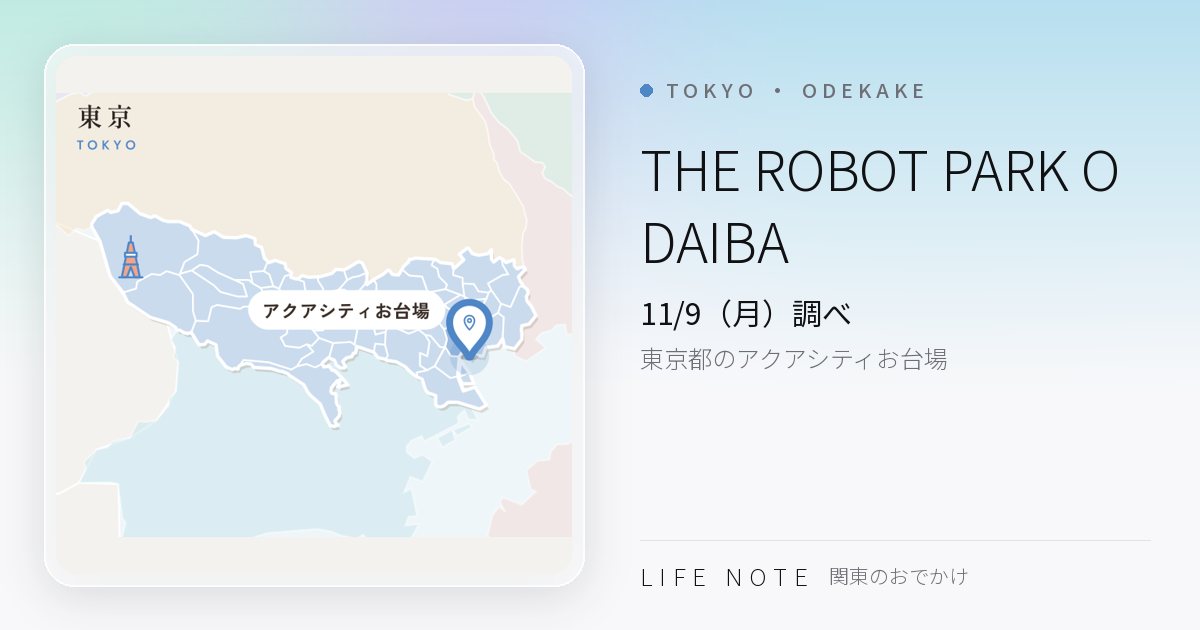 東京
TOKYO
アクアシティお台場
TOKYO • ODEKAKE
THE ROBOT PARK O
DAIBA
11/9（月）調べ
東京都のアクアシティお台場
LIFE NOTE 関東のおでかけ